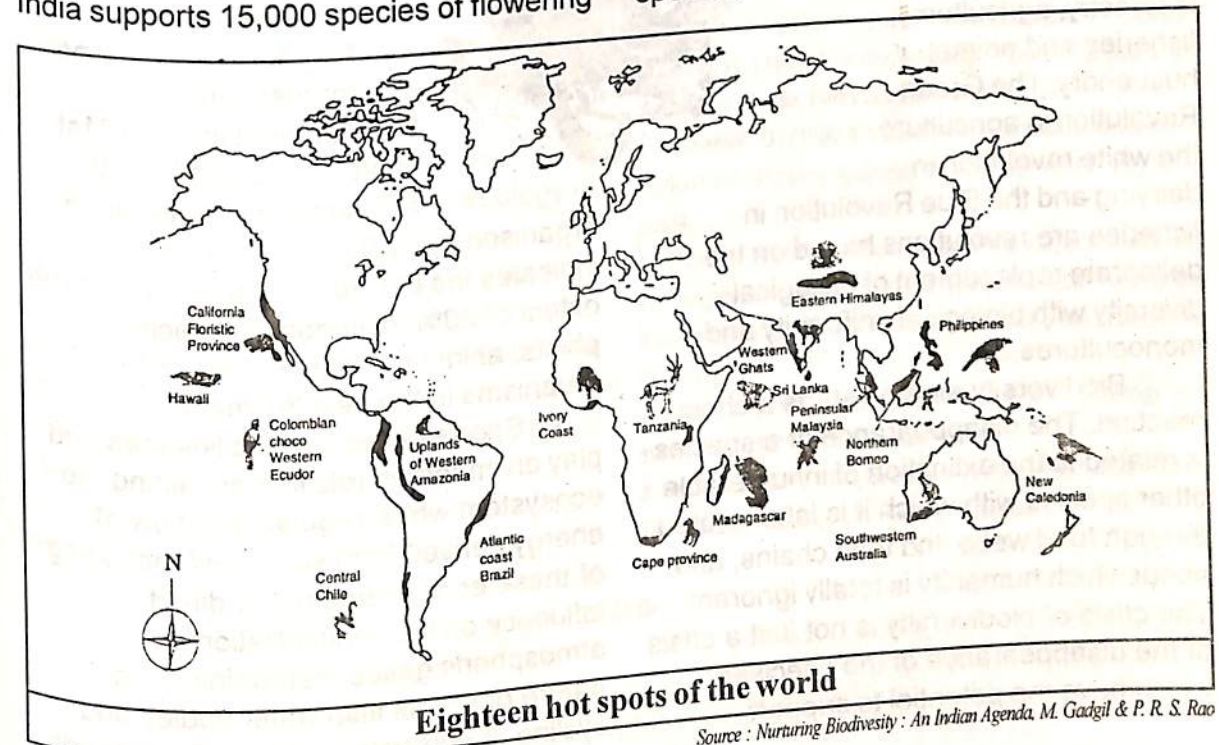 India supports 15,000 species of flowering
California
Floristic
Province
Hawali
Colombian
choco
Western
Ecudor
Uplands
of Western
Amazonia
Atlantic
coast
Brazil
Central
Chile
N
Ivory
Coast
Tanzania
Madagascar
Cape province
Eastern Himalayas
Western
Ghats
Sri Lanka
Peninsular
Malaysia
Northern
Borneo
Philippines
New
Caledonia
Southwestern
Australia
Eighteen hot spots of the world
Source : Nurturing Biodivesity : An Indian Agenda, M. Gadgil & P. R. S. Rao